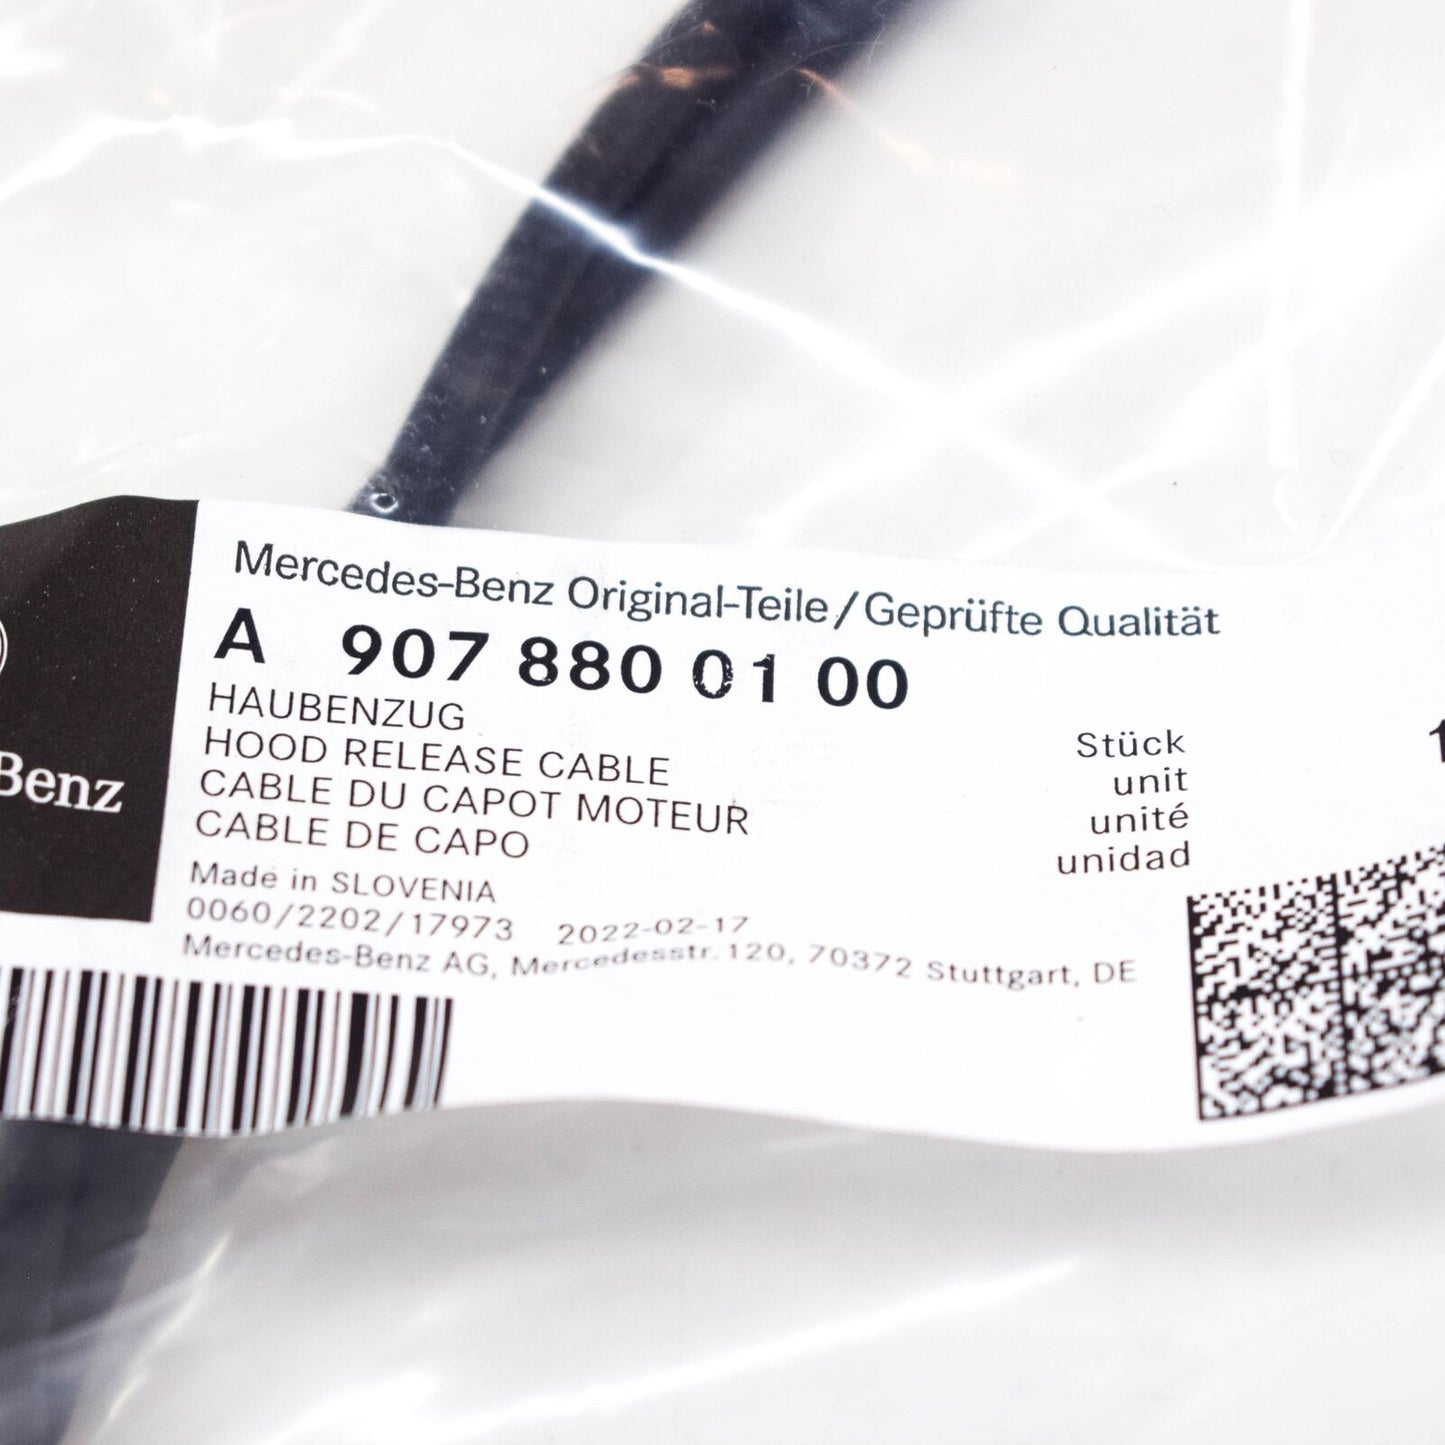 Mercedes-Benz Original-Teile/Geprüfte Qualität
A 907 880 01 00
HAUBENZUG
HOOD RELEASE CABLE
CABLE DU CAPOT MOTEUR
CABLE DE CAPO
Stück 1
unit
unité
unidad
Benz
Made in SLOVENIA
0060/2202/17973 2022-02-17
Mercedes-Benz AG, Mercedesstr. 120, 70372 Stuttgart, DE